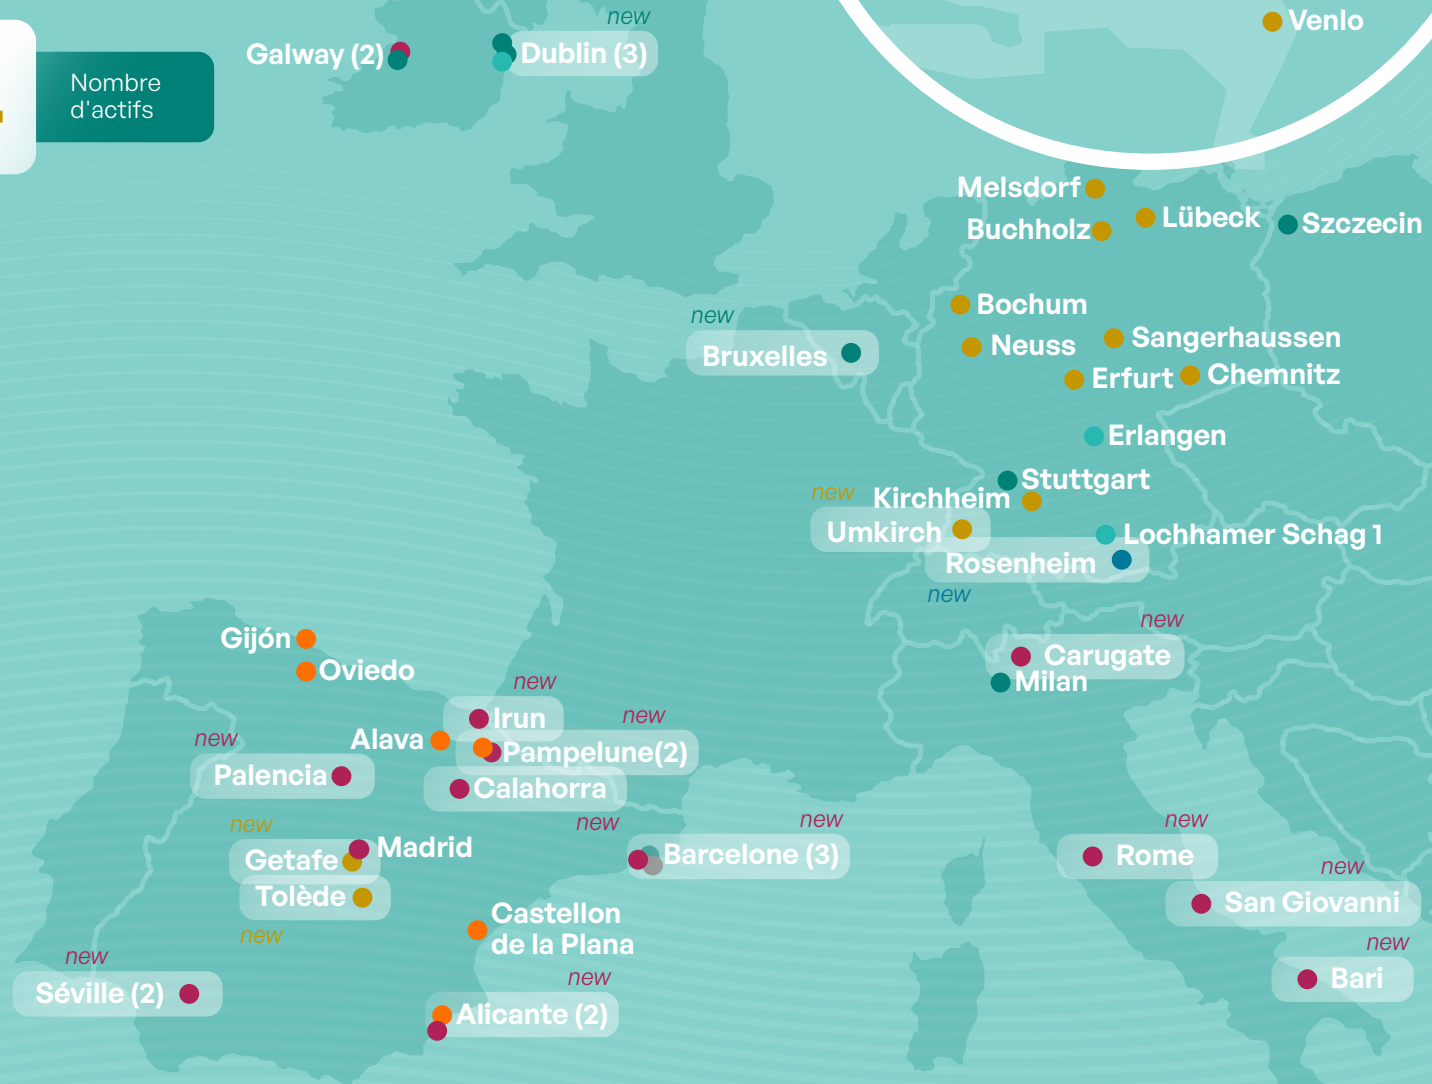 new
Venlo
Galway (2)
Dublin (3)
Nombre
d'actifs
Melsdorf
Lübeck
Szczecin
Buchholz
Bochum
new
Sangerhaussen
Neuss
Bruxelles
Erfurt
Chemnitz
Erlangen
Stuttgart
new
Kirchheim
Umkirch
Lochhamer Schag 1
Rosenheim
new
new
Gijón
Carugate
Oviedo
Milan
new
Irun
new
new
Alava
Pampelune(2)
Palencia
Calahorra
new
new
new
new
Madrid
Getafe
Barcelone (3)
Rome
new
Tolède
San Giovanni
Castellon
de la Plana
new
new
new
new
Séville (2)
Bari
Alicante (2)